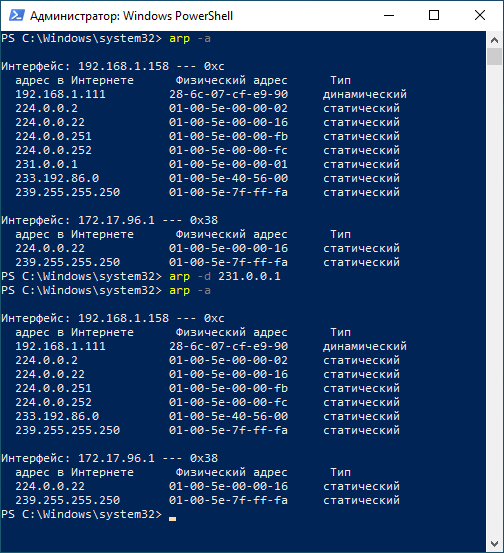 Администратор: Windows PowerShell
PS C:\Windows\system32> arp -a
Интерфейс: 192.168.1.158 --- 0xc
адрес в Интернете Физический адрес Тип
192.168.1.111 28-6c-07-cf-e9-90 динамический
224.0.0.2 01-00-5e-00-00-02 статический
224.0.0.22 01-00-5e-00-00-16 статический
224.0.0.251 01-00-5e-00-00-fb статический
224.0.0.252 01-00-5e-00-00-fc статический
231.0.0.1 01-00-5e-00-00-01 статический
233.192.86.0 01-00-5e-40-56-00 статический
239.255.255.250 01-00-5e-7f-ff-fa статический
Интерфейс: 172.17.96.1 --- 0x38
адрес в Интернете Физический адрес Тип
224.0.0.22 01-00-5e-00-00-16 статический
239.255.255.250 01-00-5e-7f-ff-fa статический
PS C:\Windows\system32> arp -d 231.0.0.1
PS C:\Windows\system32> arp -a
Интерфейс: 192.168.1.158 --- 0xc
адрес в Интернете Физический адрес Тип
192.168.1.111 28-6c-07-cf-e9-90 динамический
224.0.0.2 01-00-5e-00-00-02 статический
224.0.0.22 01-00-5e-00-00-16 статический
224.0.0.251 01-00-5e-00-00-fb статический
224.0.0.252 01-00-5e-00-00-fc статический
233.192.86.0 01-00-5e-40-56-00 статический
239.255.255.250 01-00-5e-7f-ff-fa статический
Интерфейс: 172.17.96.1 --- 0x38
адрес в Интернете Физический адрес Тип
224.0.0.22 01-00-5e-00-00-16 статический
239.255.255.250 01-00-5e-7f-ff-fa статический
PS C:\Windows\system32>